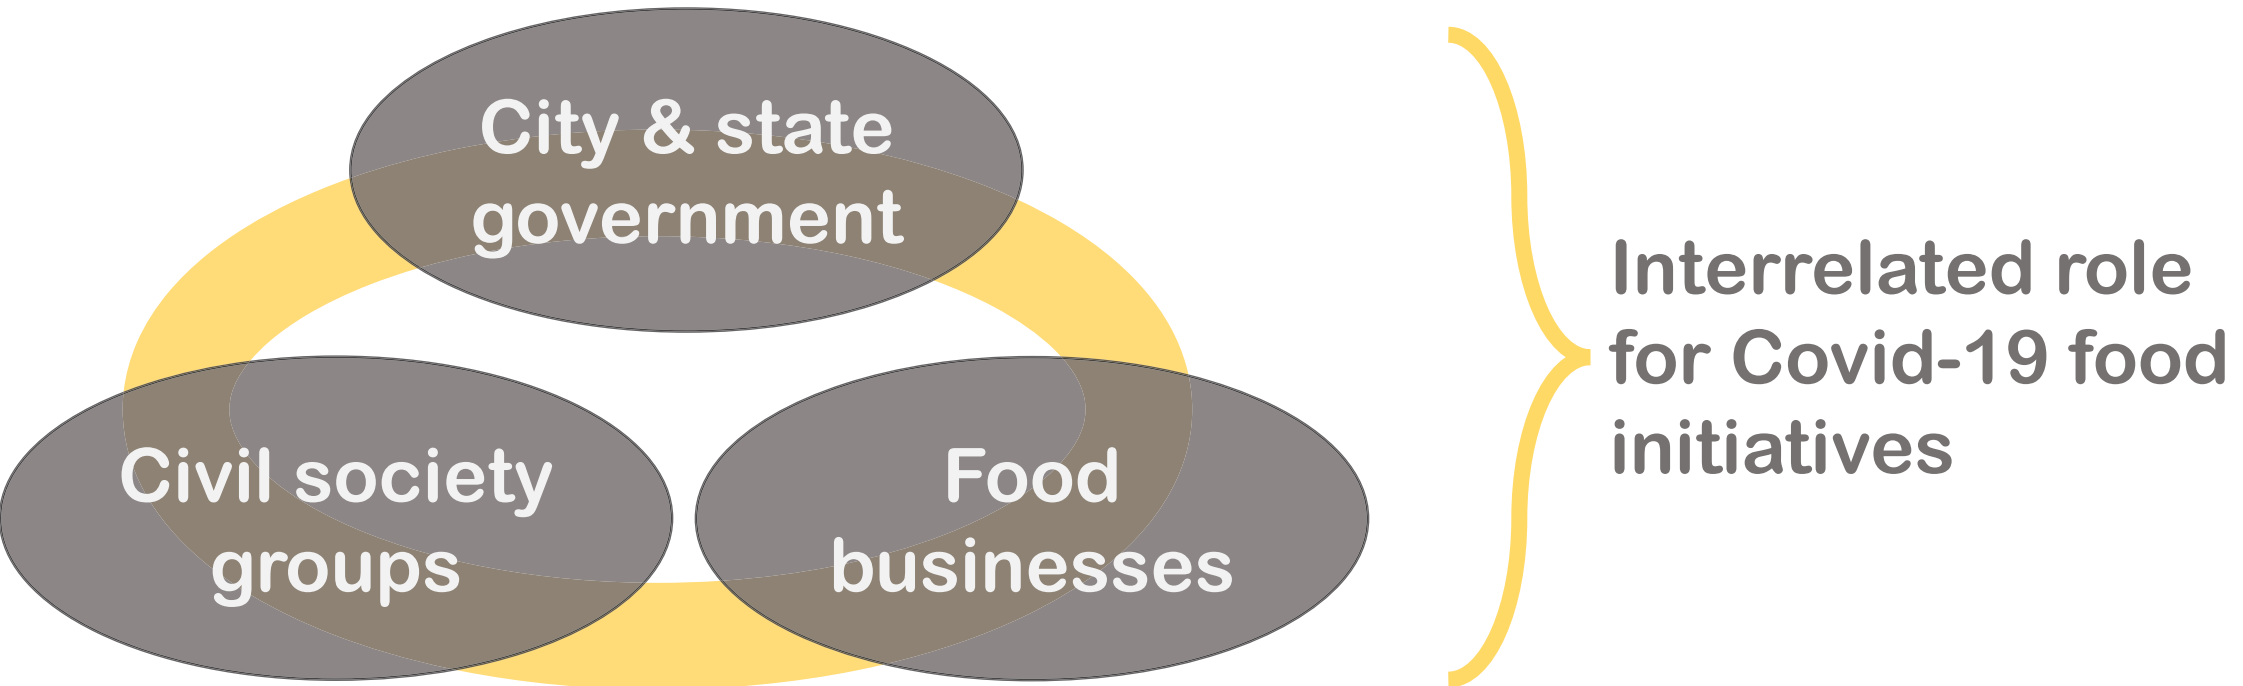 City & state
government
Civil society
groups
Food
businesses
Interrelated role
for Covid-19 food
initiatives